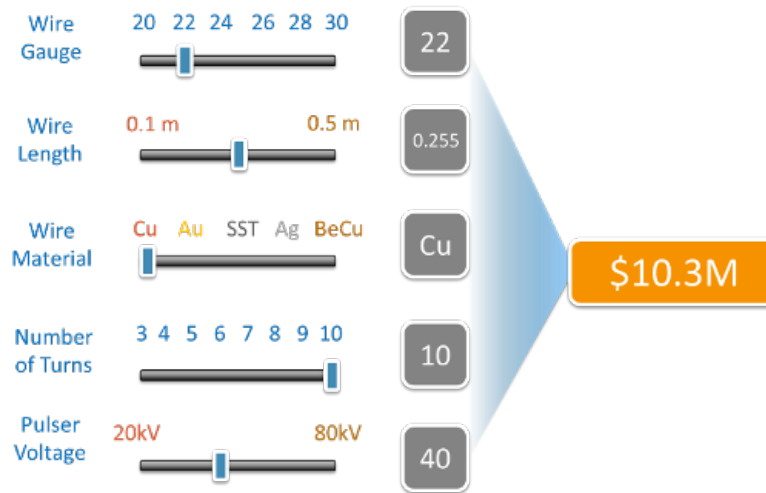 Wire
Gauge
20 22 24 26 28 30
22
Wire
Length
0.1 m 0.5 m
0.255
Wire
Material
Cu Au SST Ag BeCu
Cu
$10.3M
Number
of Turns
3 4 5 6 7 8 9 10
10
Pulser
Voltage
20kV 80kV
40